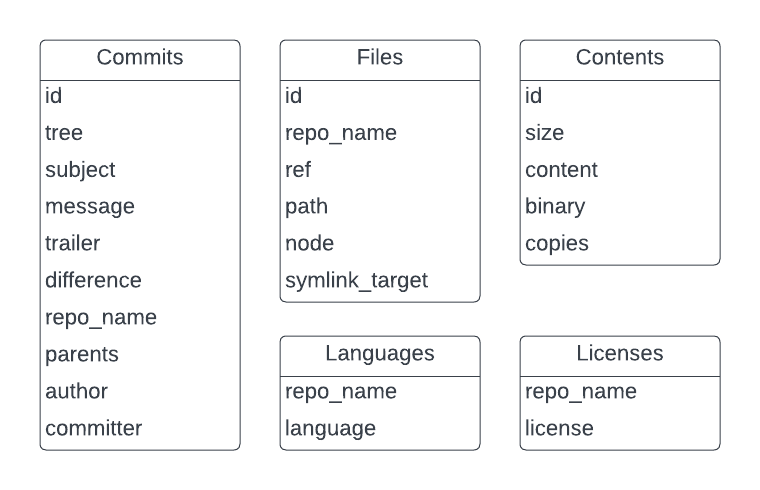 Commits
id
tree
subject
message
trailer
difference
repo_name
parents
author
committer
Files
id
repo_name
ref
path
node
symlink_target
Contents
id
size
content
binary
copies
Languages
repo_name
language
Licenses
repo_name
license